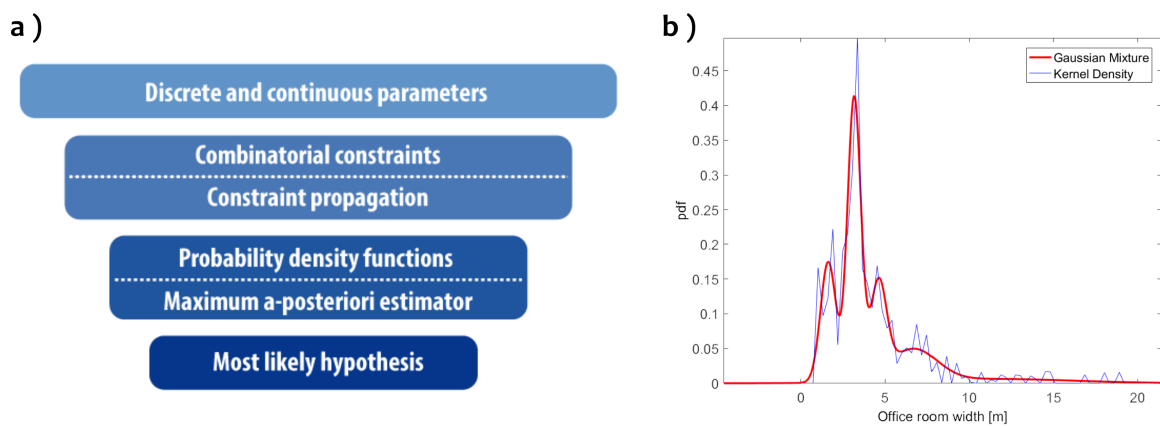 a )
Discrete and continuous parameters
Combinatorial constraints
Constraint propagation
Probability density functions
Maximum a-posteriori estimator
Most likely hypothesis
b )
Gaussian Mixture
Kernel Density
0.45
0.4
0.35
0.3
0.25
0.2
0.15
0.1
0.05
0
pdf
0 5 10 15 20
Office room width [m]